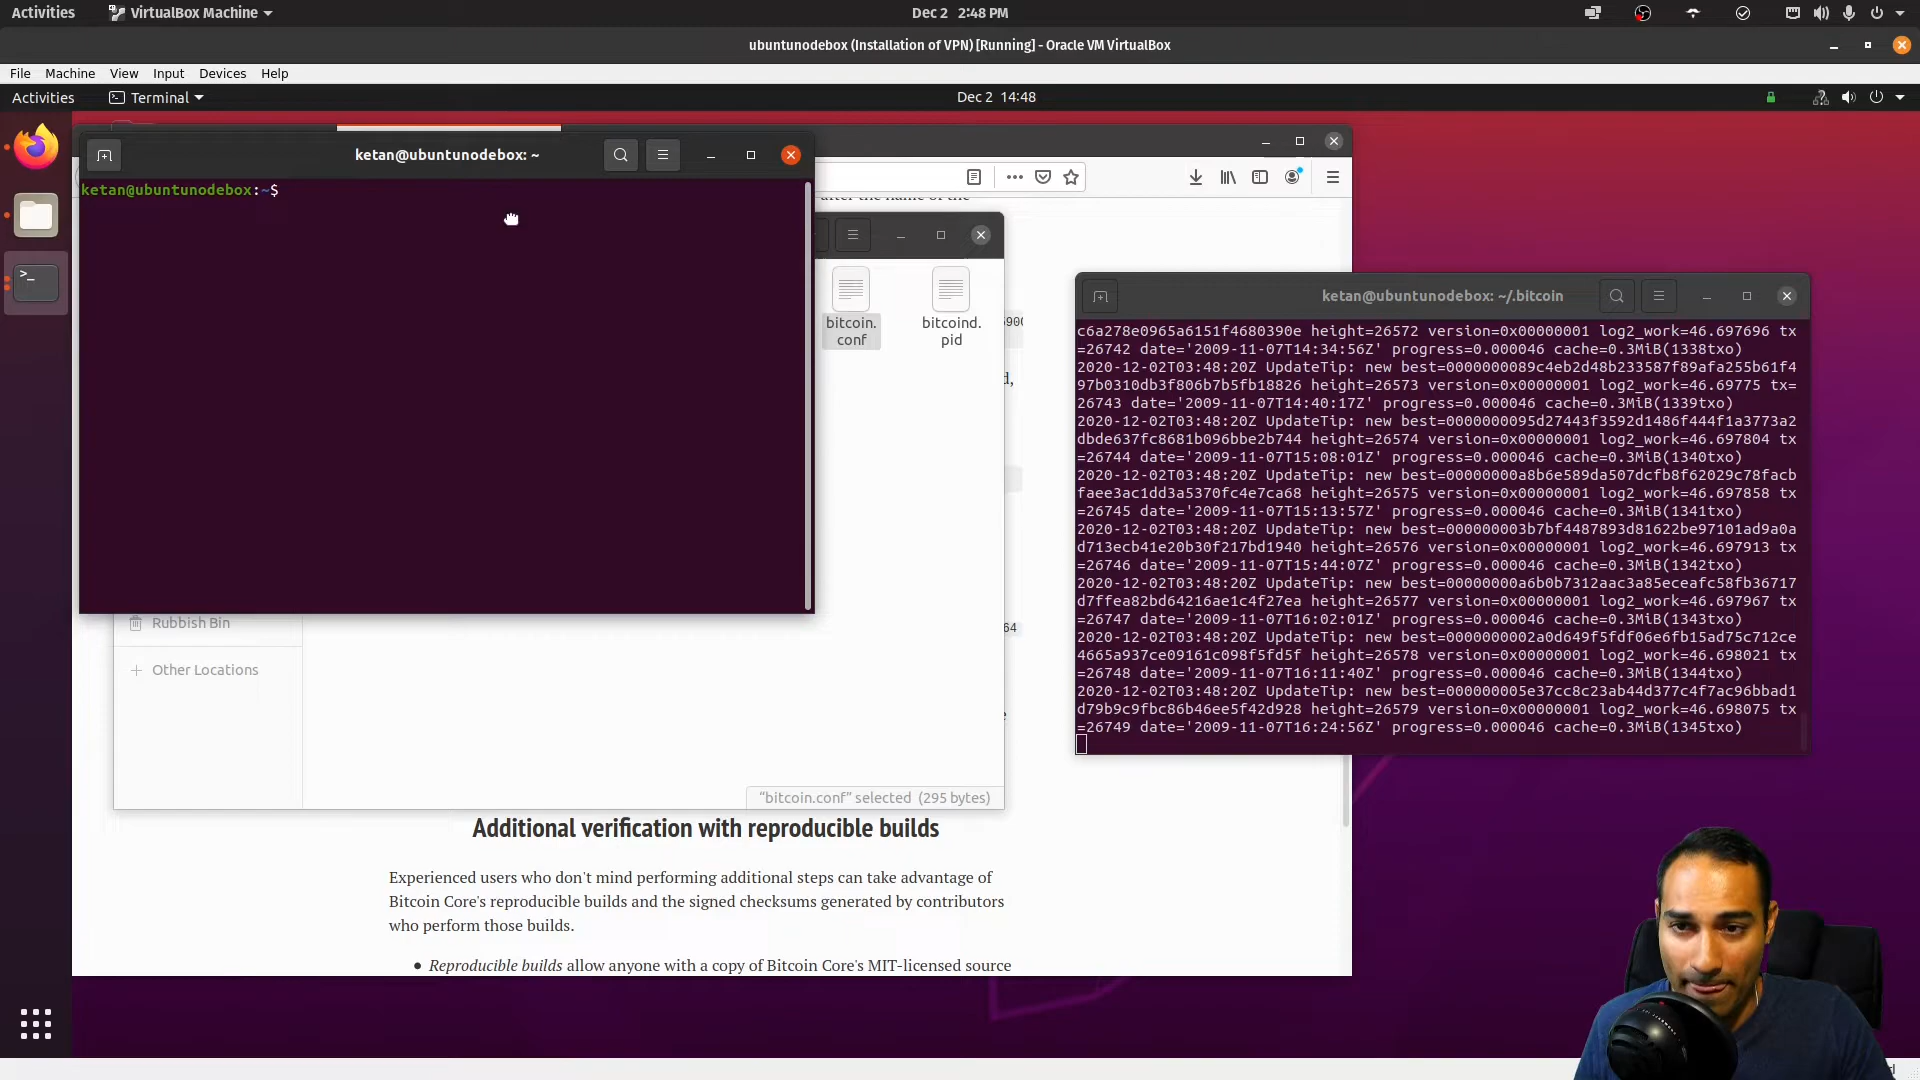 Activities
VirtualBox Machine
Dec 2 2:48 PM
ubuntunodebox (Installation of VPN) [Running] - Oracle VM VirtualBox
File Machine View Input Devices Help
Activities
Terminal
Dec 2 14:48
ketan@ubuntunodebox: ~
ketan@ubuntunodebox:~$
after the name of the
bitcoin.
conf
bitcoind.
pid
d,
64
Rubbish Bin
Other Locations
"bitcoin.conf" selected (295 bytes)
Additional verification with reproducible builds
Experienced users who don't mind performing additional steps can take advantage of
Bitcoin Core's reproducible builds and the signed checksums generated by contributors
who perform those builds.
• Reproducible builds allow anyone with a copy of Bitcoin Core's MIT-licensed source
ketan@ubuntunodebox: ~/.bitcoin
c6a278e0965a6151f4680390e height=26572 version=0x00000001 log2_work=46.697696 tx
=26742 date='2009-11-07T14:34:56Z' progress=0.000046 cache=0.3MiB(1338txo)
2020-12-02T03:48:20Z UpdateTip: new best=0000000089c4eb2d48b233587f89afa255b61f4
97b0310db3f806b7b5fb18826 height=26573 version=0x00000001 log2_work=46.69775 tx=
26743 date='2009-11-07T14:40:17Z' progress=0.000046 cache=0.3MiB(1339txo)
2020-12-02T03:48:20Z UpdateTip: new best=0000000095d27443f3592d1486f444f1a3773a2
dbde637fc8681b096bbe2b744 height=26574 version=0x00000001 log2_work=46.697804 tx
=26744 date='2009-11-07T15:08:01Z' progress=0.000046 cache=0.3MiB(1340txo)
2020-12-02T03:48:20Z UpdateTip: new best=00000000a8b6e589da507dcfb8f62029c78facb
faee3ac1dd3a5370fc4e7ca68 height=26575 version=0x00000001 log2_work=46.697858 tx
=26745 date='2009-11-07T15:13:57Z' progress=0.000046 cache=0.3MiB(1341txo)
2020-12-02T03:48:20Z UpdateTip: new best=000000003b7bf4487893d81622be97101ad9a0a
d713ecb41e20b30f217bd1940 height=26576 version=0x00000001 log2_work=46.697913 tx
=26746 date='2009-11-07T15:44:07Z' progress=0.000046 cache=0.3MiB(1342txo)
2020-12-02T03:48:20Z UpdateTip: new best=00000000a6b0b7312aac3a85eceafc58fb36717
d7ffea82bd64216ae1c4f27ea height=26577 version=0x00000001 log2_work=46.697967 tx
=26747 date='2009-11-07T16:02:01Z' progress=0.000046 cache=0.3MiB(1343txo)
2020-12-02T03:48:20Z UpdateTip: new best=0000000002a0d649f5fdf06e6fb15ad75c712ce
4665a937ce09161c098f5fd5f height=26578 version=0x00000001 log2_work=46.698021 tx
=26748 date='2009-11-07T16:11:40Z' progress=0.000046 cache=0.3MiB(1344txo)
2020-12-02T03:48:20Z UpdateTip: new best=000000005e37cc8c23ab44d377c4f7ac96bbad1
d79b9c9fbc86b46ee5f42d928 height=26579 version=0x00000001 log2_work=46.698075 tx
=26749 date='2009-11-07T16:24:56Z' progress=0.000046 cache=0.3MiB(1345txo)